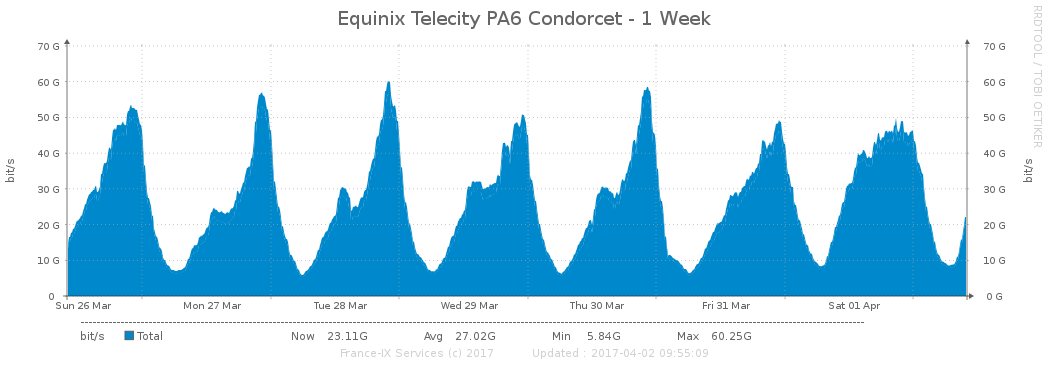 Equinix Telecity PA6 Condorcet - 1 Week
RRDTOOL / TOBI OETIKER
bit/s
70 G 70 G
60 G 60 G
50 G 50 G
40 G 40 G
30 G 30 G
20 G 20 G
10 G 10 G
0 0 G
bit/s
Sun 26 Mar Mon 27 Mar Tue 28 Mar Wed 29 Mar Thu 30 Mar Fri 31 Mar Sat 01 Apr
bit/s Total Now 23.11G Avg 27.02G Min 5.84G Max 60.25G
France-IX Services (c) 2017 Updated : 2017-04-02 09:55:09